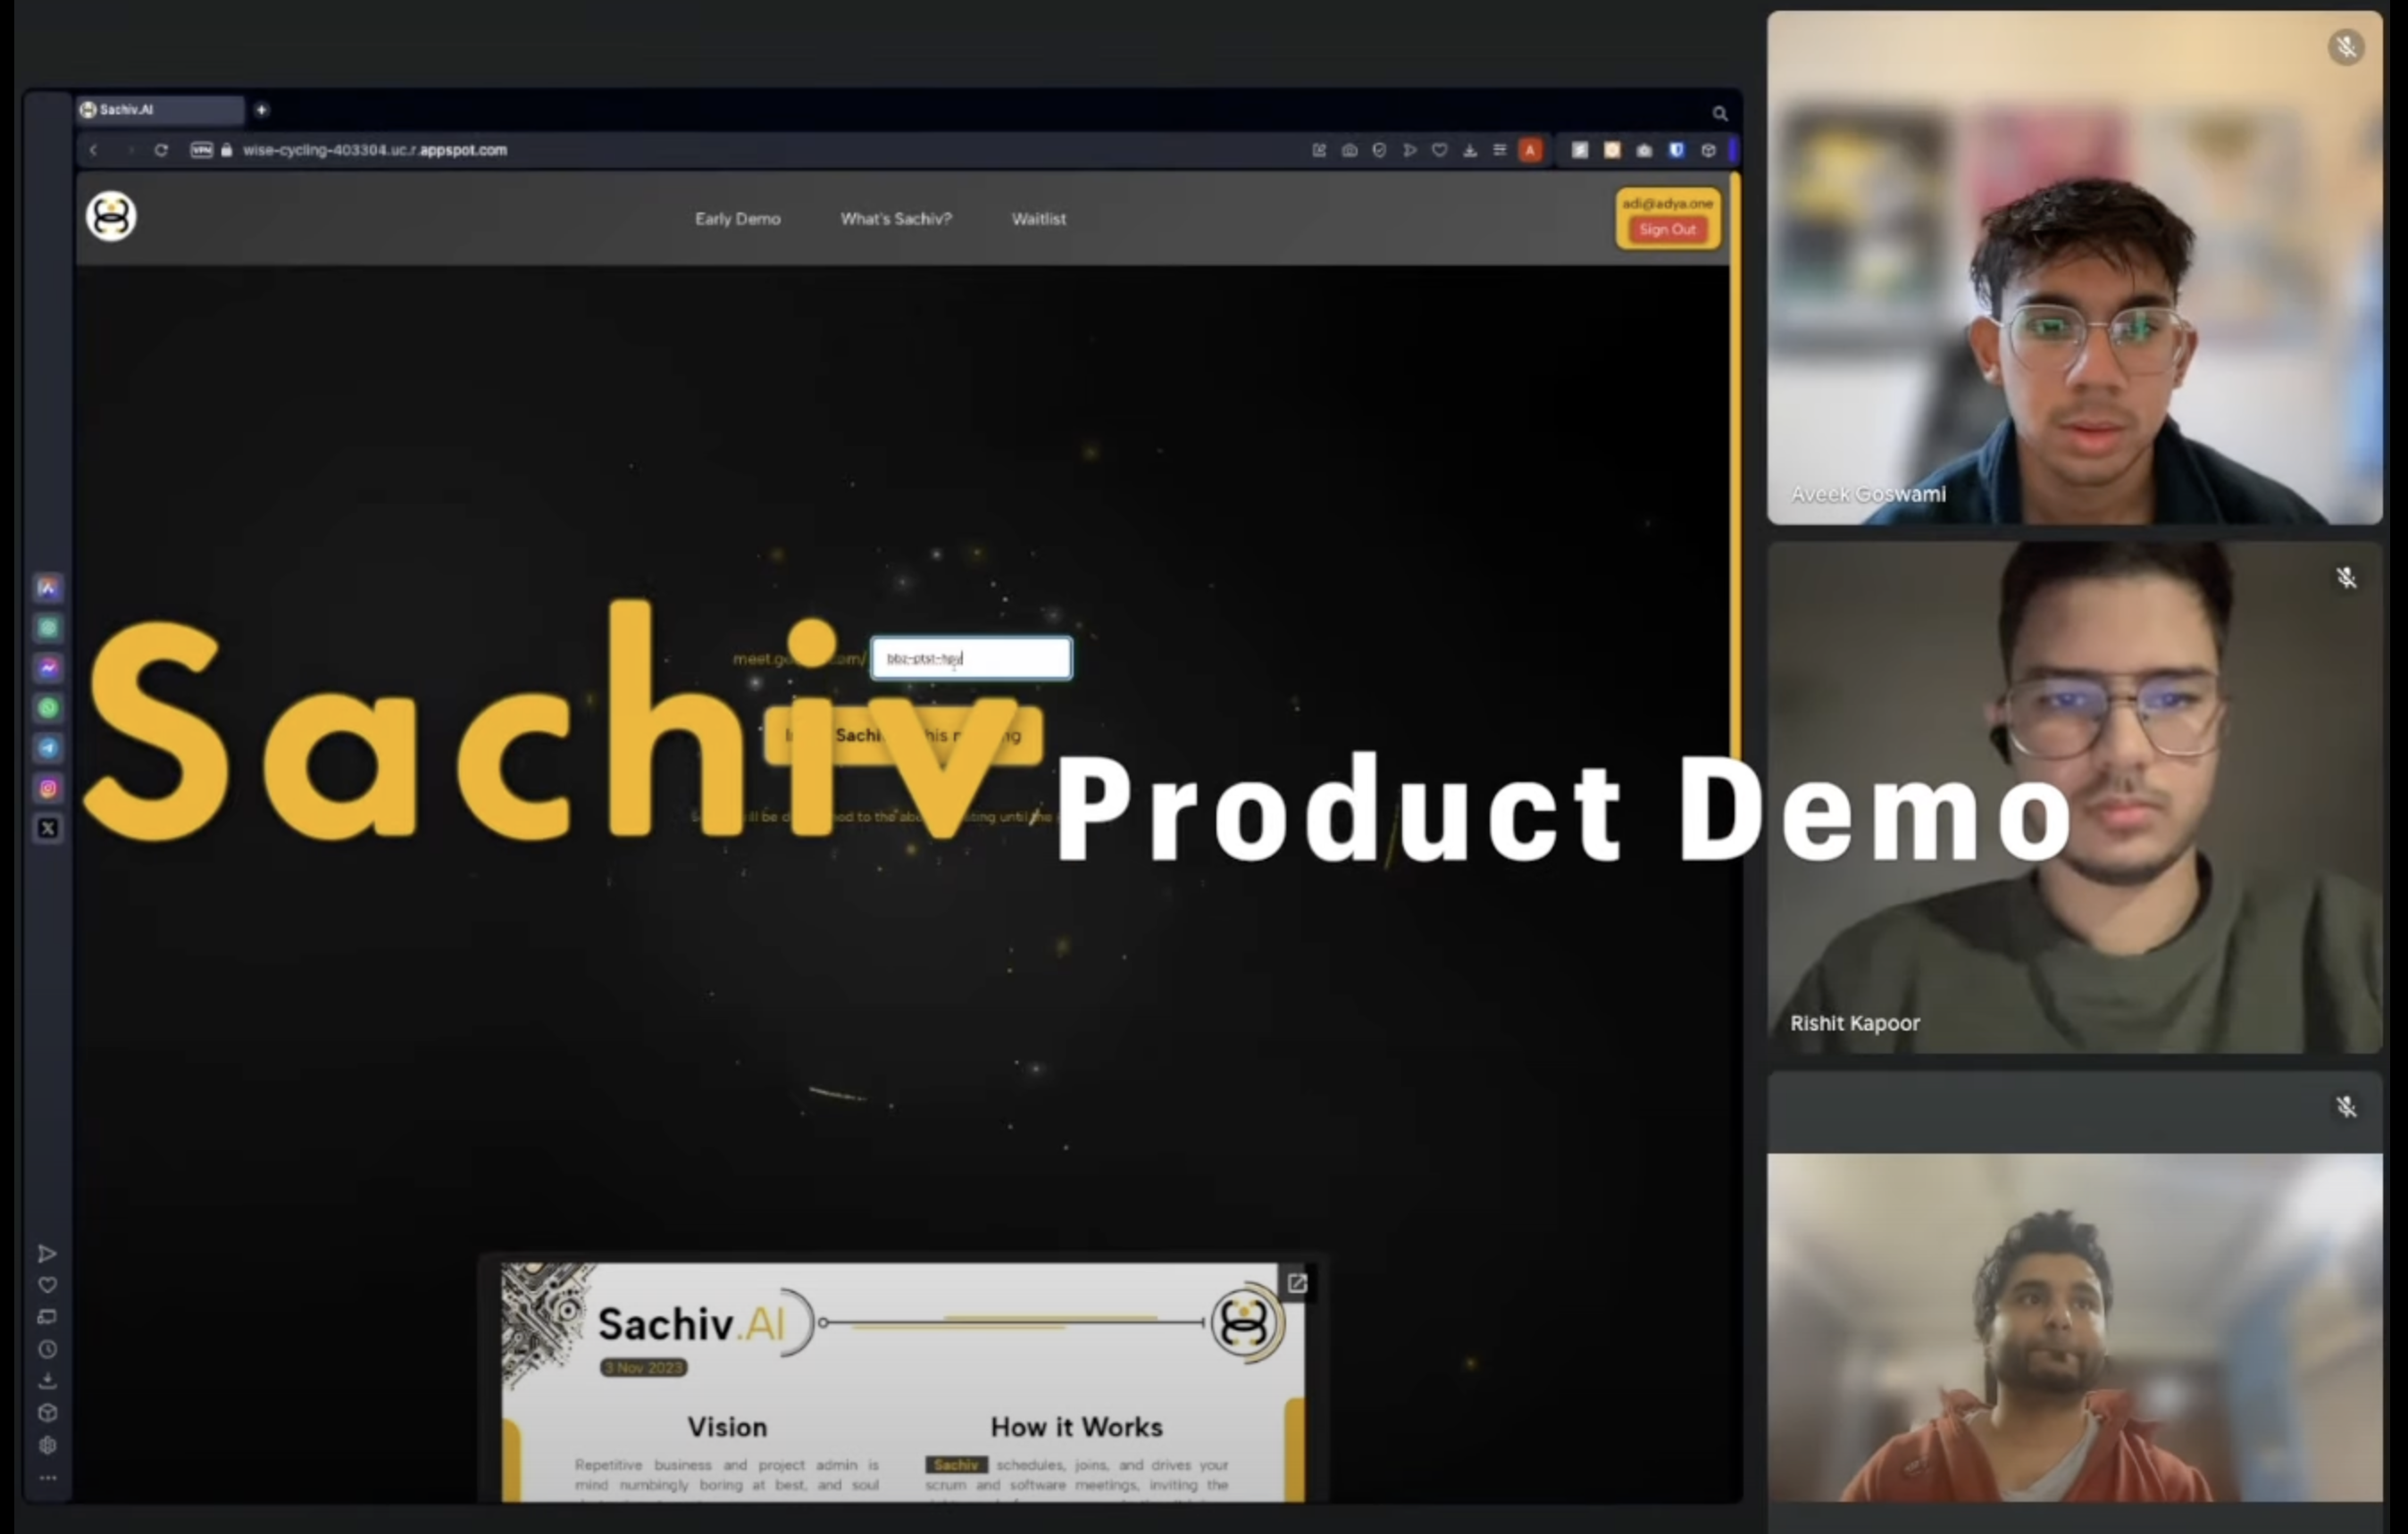 Sachiv.AI
VPN
wise-cycling-403304.uc.r.appspot.com
A
Early Demo
What's Sachiv?
Waitlist
adi@adya.one
Sign Out
Sachiv
Product Demo
Aveek Goswami
Rishit Kapoor
Sachiv.AI
3 Nov 2023
Vision
Repetitive business and project admin is
mind numbingly boring at best, and soul
How it Works
Sachiv schedules, joins, and drives your
scrum and software meetings, inviting the